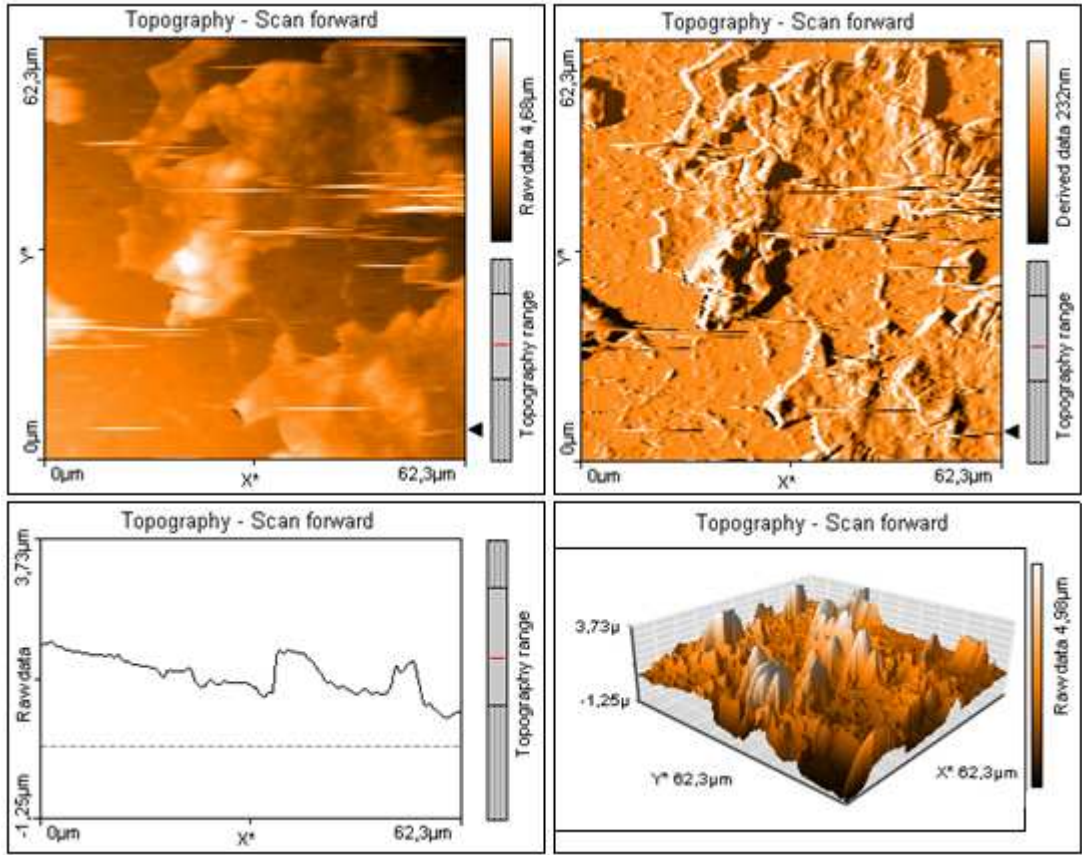 Topography - Scan forward
62,3µm
Y*
0µm
0µm
X*
62,3µm
Raw data 4,68µm
Topography range
Topography - Scan forward
62,3µm
Y*
0µm
0µm
X*
62,3µm
Derived data 232nm
Topography range
Topography - Scan forward
3,73µm
Raw data
-1,25µm
0µm
X*
62,3µm
Topography range
Topography - Scan forward
3,73µ
-1,25µ
Y* 62,3µm
X* 62,3µm
Raw data 4,98µm